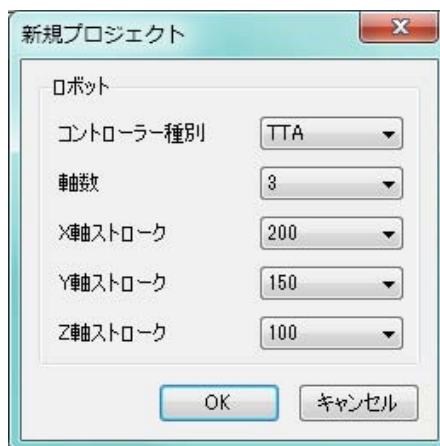 新規プロジェクト
ロボット
コントローラー種別 TTA
軸数 3
X軸ストローク 200
Y軸ストローク 150
Z軸ストローク 100
OK キャンセル